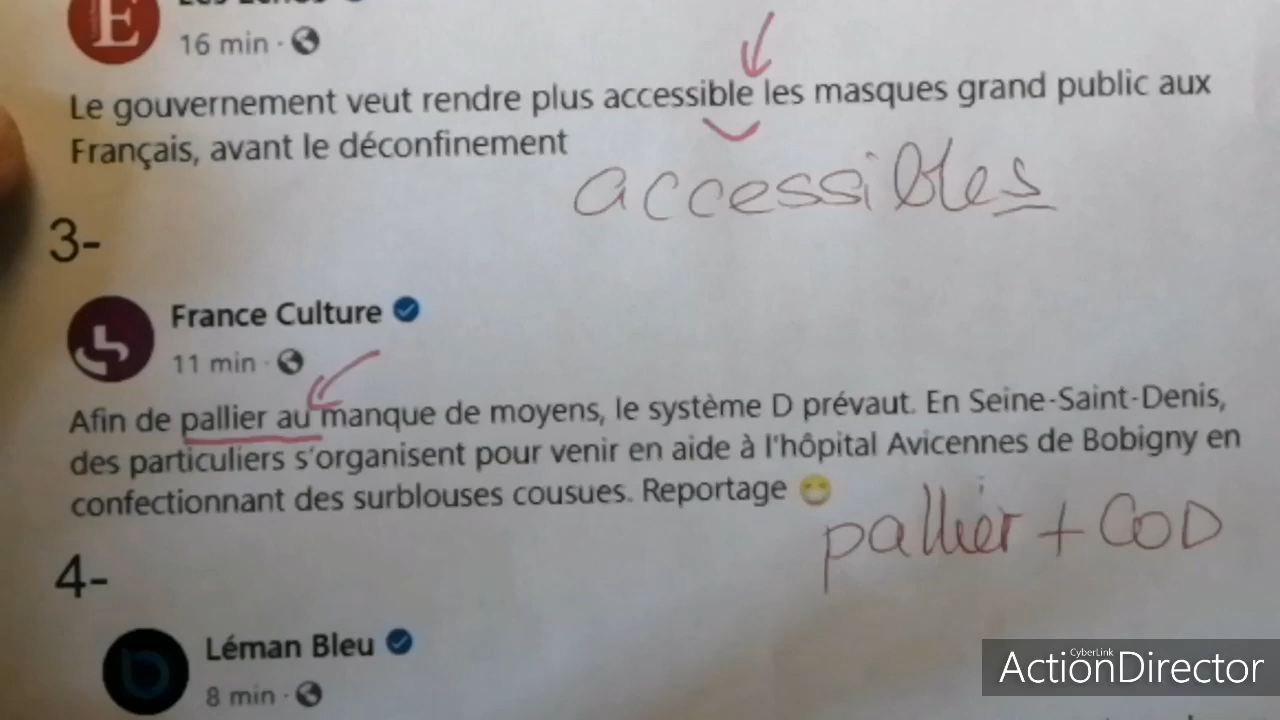 16 min
Le gouvernement veut rendre plus accessible les masques grand public aux
Français, avant le déconfinement
accessibles
3-
France Culture
11 min
Afin de pallier au manque de moyens, le système D prévaut. En Seine-Saint-Denis,
des particuliers s'organisent pour venir en aide à l'hôpital Avicennes de Bobigny en
confectionnant des surblouses cousues. Reportage
pallier + COD
4-
Léman Bleu
8 min
CyberLink
ActionDirector